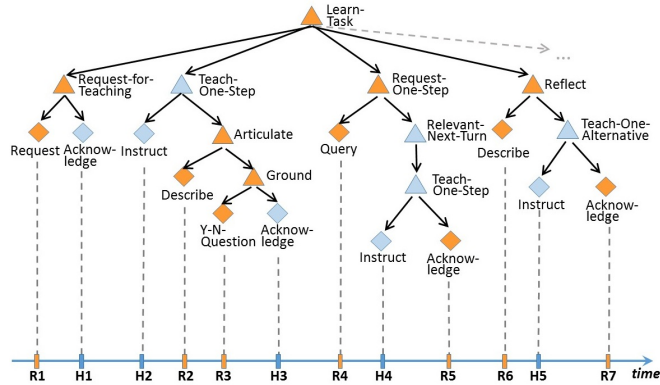 Learn-
Task
...
Request-for-
Teaching
Teach-
One-Step
Request-
One-Step
Reflect
Request
Acknow-
ledge
Instruct
Articulate
Query
Relevant-
Next-Turn
Describe
Teach-One-
Alternative
Describe
Ground
Teach-
One-Step
Instruct
Acknow-
ledge
Y-N-
Question
Acknow-
ledge
Instruct
Acknow-
ledge
R1 H1 H2 R2 R3 H3 R4 H4 R5 R6 H5 R7 time